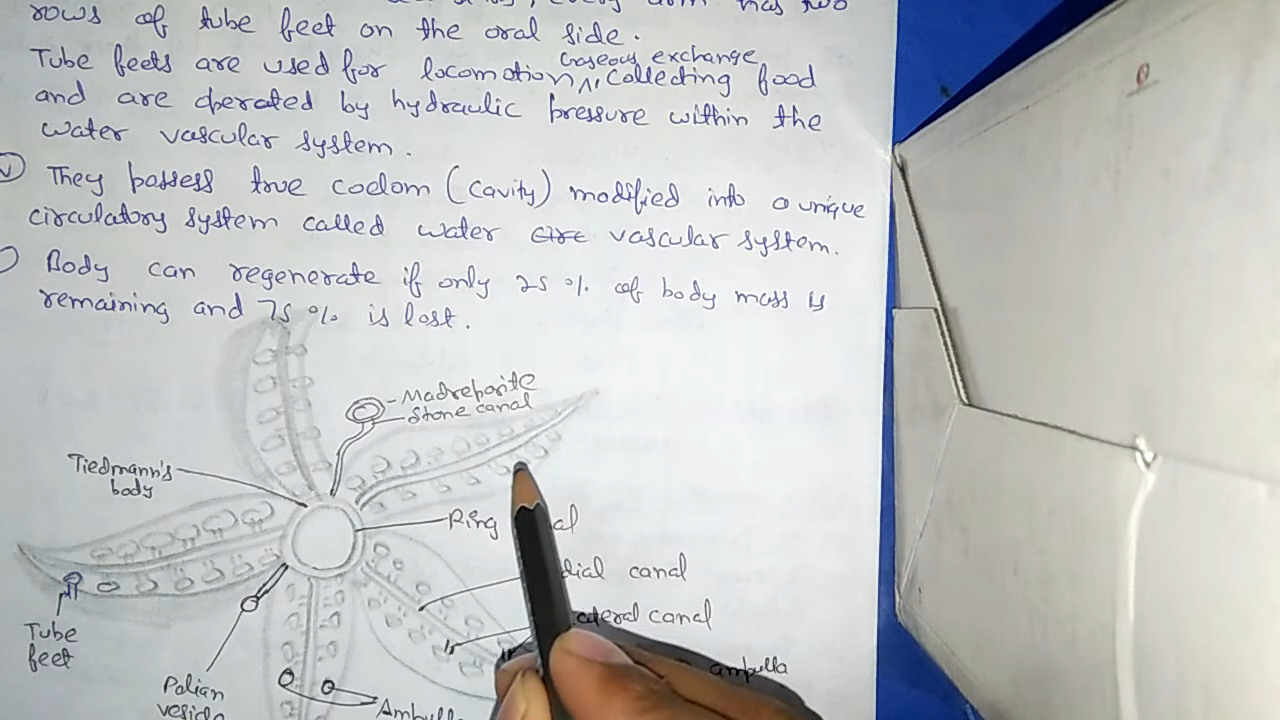 rows of tube feet on the oral side.
Tube feets are used for locomotion, Gaseous exchange, collecting food
and are operated by hydraulic pressure within the
water vascular system.
They possess true coelom (cavity) modified into a unique
circulatory system called water vascular system.
Body can regenerate if only 25 % of body mass is
remaining and 75 % is lost.
Madreporite
Stone canal
Tiedmann's
body
Ring
dial canal
ateral canal
Tube
feet
ampulla
Polian
vesicle
Ampulla